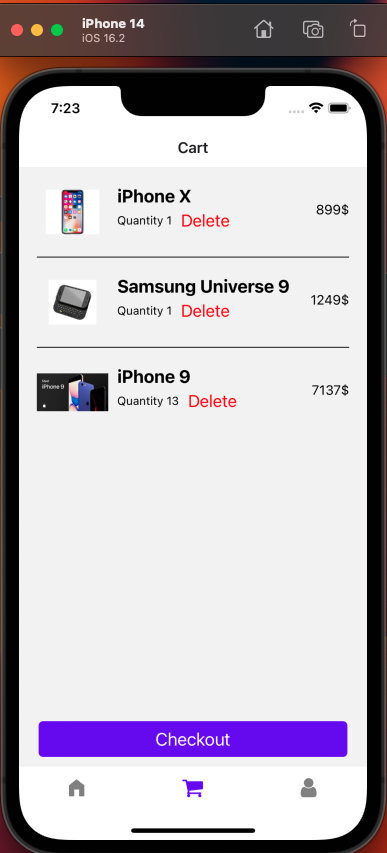 iPhone 14
iOS 16.2
7:23
Cart
iPhone X
Quantity 1 Delete
899$
Samsung Universe 9
Quantity 1 Delete
1249$
iPhone 9
iPhone 9
Quantity 13 Delete
7137$
Checkout